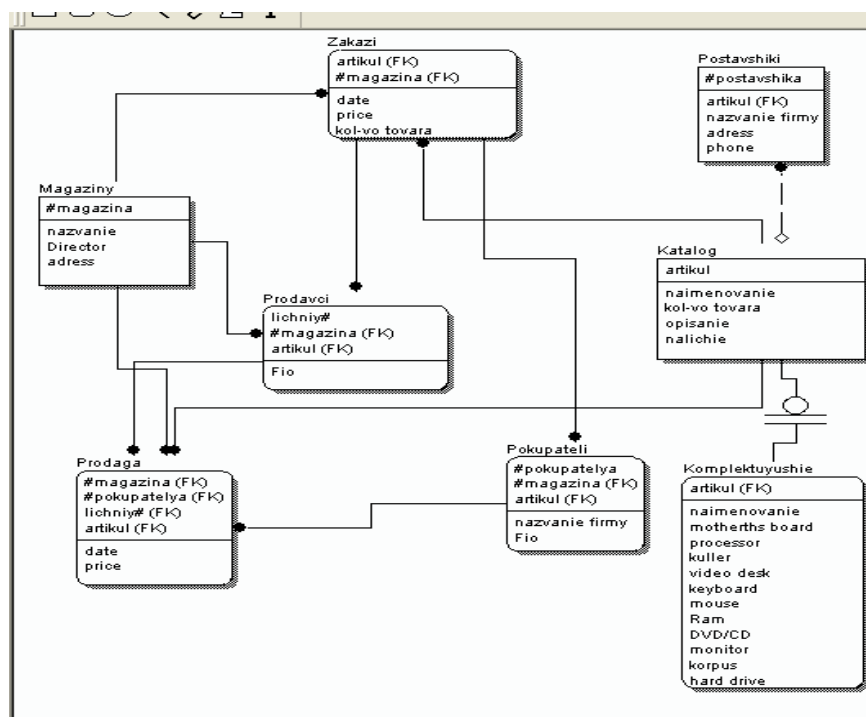 Zakazi
artikul (FK)
#magazina (FK)
date
price
kol-vo tovara
Postavshiki
#postavshika
artikul (FK)
nazvanie firmy
adress
phone
Magaziny
#magazina
nazvanie
Director
adress
Prodavci
lichniy#
#magazina (FK)
artikul (FK)
Fio
Katalog
artikul
naimenovanie
kol-vo tovara
opisanie
nalichie
Prodaga
#magazina (FK)
#pokupatelya (FK)
lichniy# (FK)
artikul (FK)
date
price
Pokupateli
#pokupatelya
#magazina (FK)
artikul (FK)
nazvanie firmy
Fio
Komplektuyushie
artikul (FK)
naimenovanie
motherths board
processor
kuller
video desk
keyboard
mouse
Ram
DVD/CD
monitor
korpus
hard drive